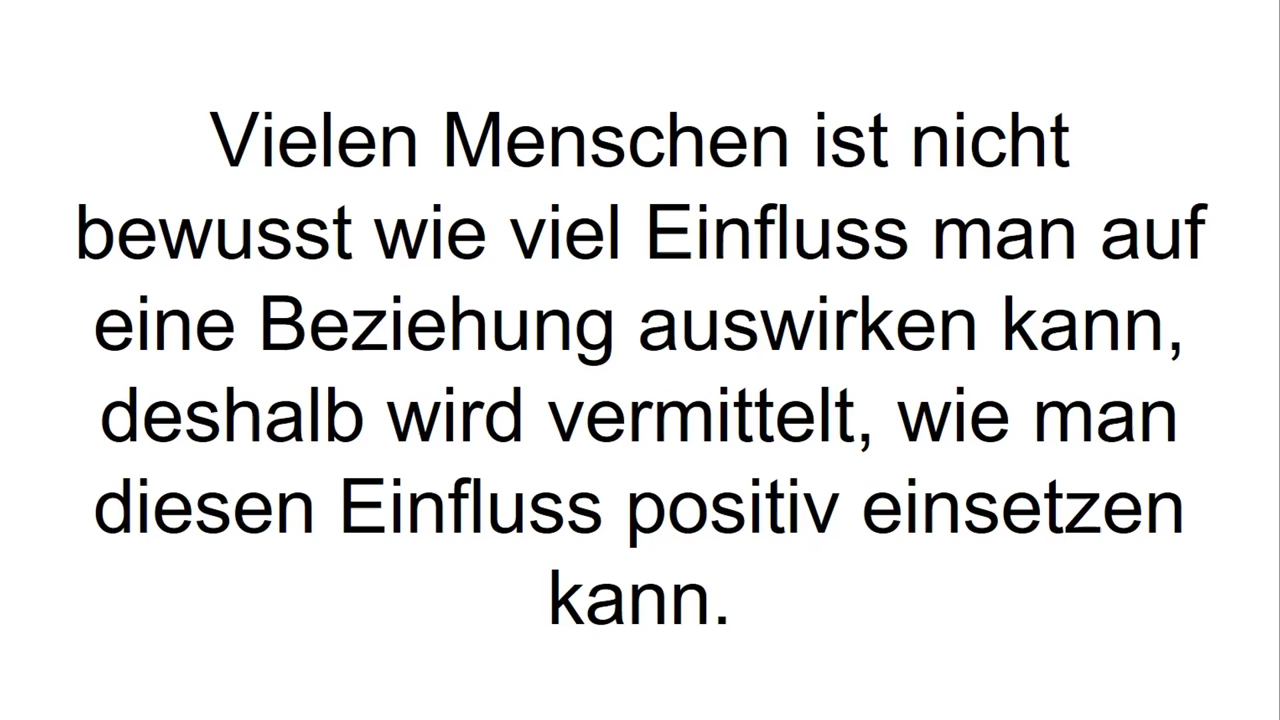 Vielen Menschen ist nicht
bewusst wie viel Einfluss man auf
eine Beziehung auswirken kann,
deshalb wird vermittelt, wie man
diesen Einfluss positiv einsetzen
kann.